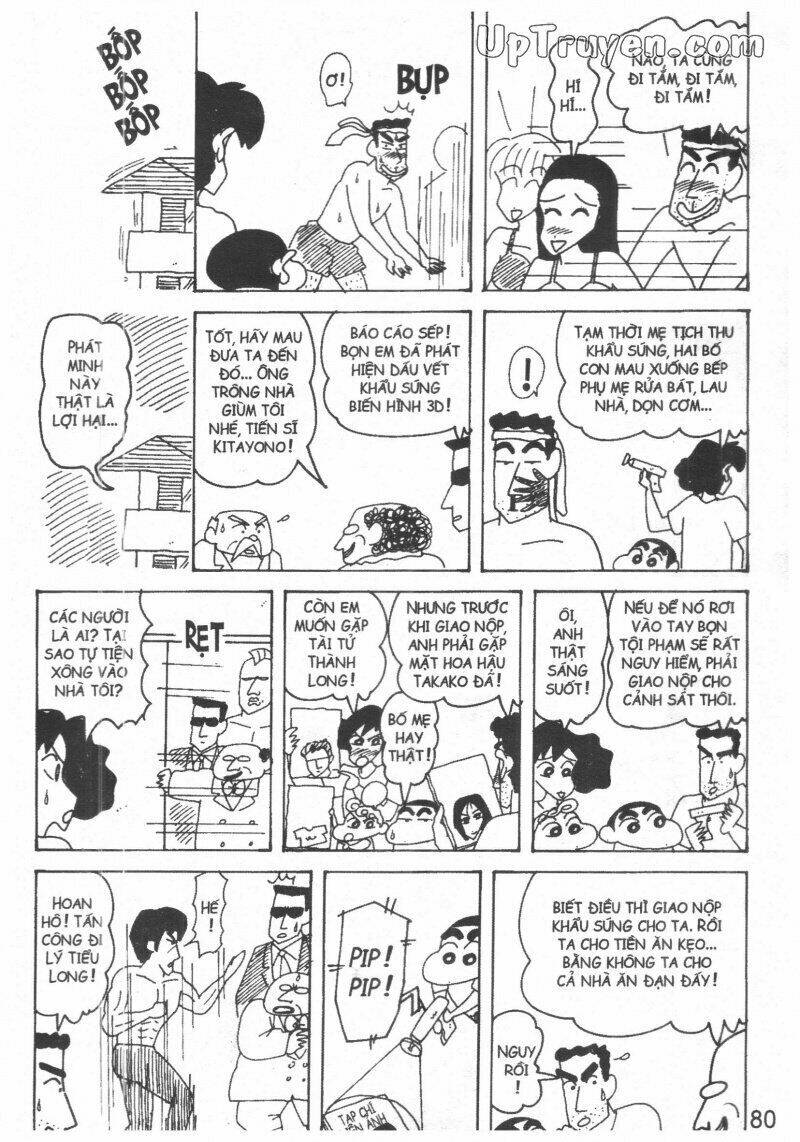 UpTruyen.com
NÀO, TA CÙNG
ĐI TẮM, ĐI TẮM,
ĐI TẮM!
HÍ
HÍ...
BỤP
Ơ!
BỐP
BỐP
BỐP
TẠM THỜI MẸ TỊCH THU
KHẨU SÚNG, HAI BỐ
CON MAU XUỐNG BẾP
PHỤ MẸ RỬA BÁT, LAU
NHÀ, DỌN CƠM...
!
BÁO CÁO SẾP!
BỌN EM ĐÃ PHÁT
HIỆN DẤU VẾT
KHẨU SÚNG
BIẾN HÌNH 3D!
TỐT, HÃY MAU
ĐƯA TA ĐẾN
ĐÓ... ÔNG
TRÔNG NHÀ
GIÙM TÔI
NHÉ, TIẾN SĨ
KITAYONO!
PHÁT
MINH
NÀY
THẬT LÀ
LỢI HẠI...
NẾU ĐỂ NÓ RƠI
VÀO TAY BỌN
TỘI PHẠM SẼ RẤT
NGUY HIỂM, PHẢI
GIAO NỘP CHO
CẢNH SÁT THÔI.
ÔI,
ANH
THẬT
SÁNG
SUỐT!
NHƯNG TRƯỚC
KHI GIAO NỘP,
ANH PHẢI GẶP
MẶT HOA HẬU
TAKAKO ĐÃ!
CÒN EM
MUỐN GẶP
TÀI TỬ
THÀNH
LONG!
BỐ MẸ
HAY
THẬT!
RẸT
CÁC NGƯỜI
LÀ AI? TẠI
SAO TỰ TIỆN
XÔNG VÀO
NHÀ TÔI?
BIẾT ĐIỀU THÌ GIAO NỘP
KHẨU SÚNG CHO TA. RỒI
TA CHO TIỀN ĂN KẸO...
BẰNG KHÔNG TA CHO
CẢ NHÀ ĂN ĐẠN ĐẤY!
NGUY
RỒI
!
PIP!
PIP!
TẠP CHÍ
HẾ!
HOAN
HÔ! TẤN
CÔNG ĐI
LÝ TIỂU
LONG!
80